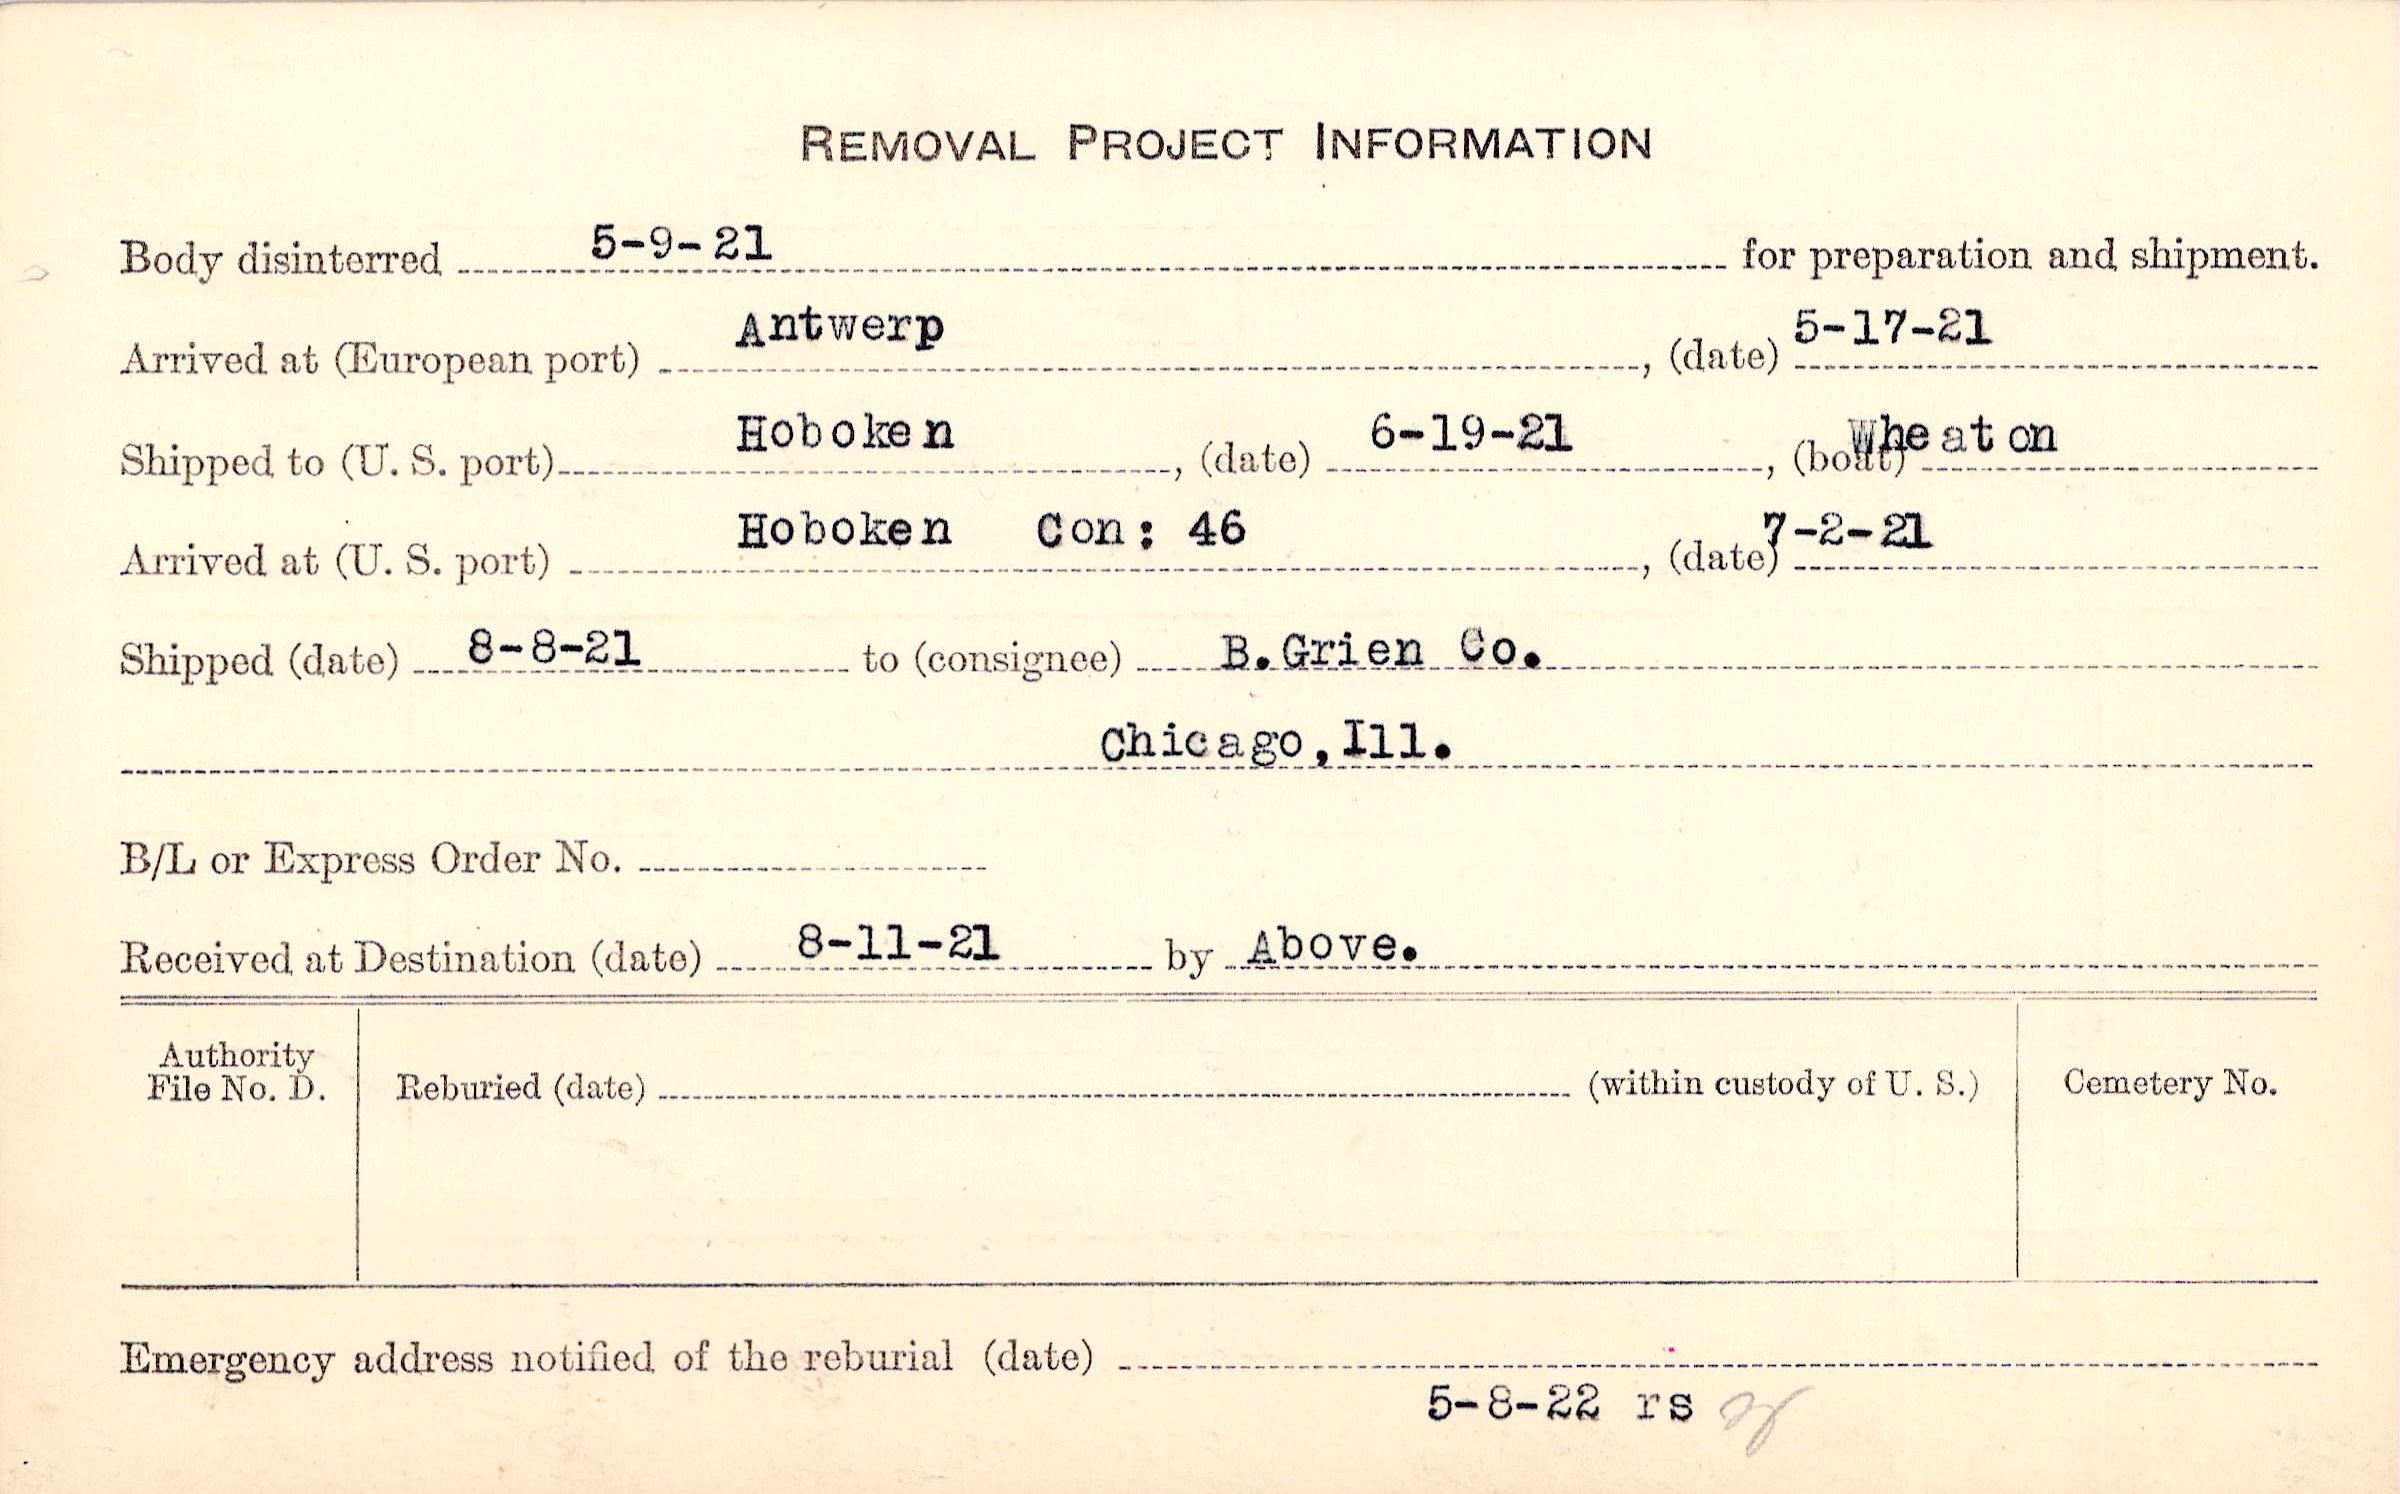 REMOVAL PROJECT INFORMATION
Body disinterred 5-9-21 for preparation and shipment.
Arrived at (European port) Antwerp, (date) 5-17-21
Shipped to (U. S. port) Hoboken, (date) 6-19-21, (boat) Wheaton
Arrived at (U. S. port) Hoboken Con: 46, (date) 7-2-21
Shipped (date) 8-8-21 to (consignee) B.Grien Co.
Chicago,Ill.
B/L or Express Order No.
Received at Destination (date) 8-11-21 by Above.
Authority
File No. D.
Reburied (date) (within custody of U. S.)
Cemetery No.
Emergency address notified of the reburial (date)
5-8-22 rs